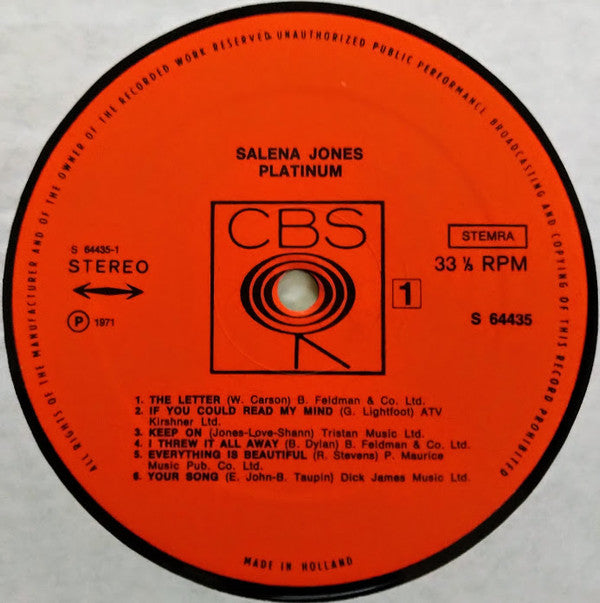 ALL RIGHTS OF THE MANUFACTURER AND OF THE OWNER OF THE RECORDED WORK RESERVED. UNAUTHORIZED PUBLIC PERFORMANCE BROADCASTING AND COPYING OF THIS RECORD PROHIBITED
SALENA JONES
PLATINUM
CBS
S 64435-1
STEREO
STEMRA
33 ⅓ RPM
1
P 1971
S 64435
1. THE LETTER (W. Carson) B. Feldman & Co. Ltd.
2. IF YOU COULD READ MY MIND (G. Lightfoot) ATV
Kirshner Ltd.
3. KEEP ON (Jones-Love-Shann) Tristan Music Ltd.
4. I THREW IT ALL AWAY (B. Dylan) B. Feldman & Co. Ltd.
5. EVERYTHING IS BEAUTIFUL (R. Stevens) P. Maurice
Music Pub. Co. Ltd.
6. YOUR SONG (E. John-B. Taupin) Dick James Music Ltd.
MADE IN HOLLAND